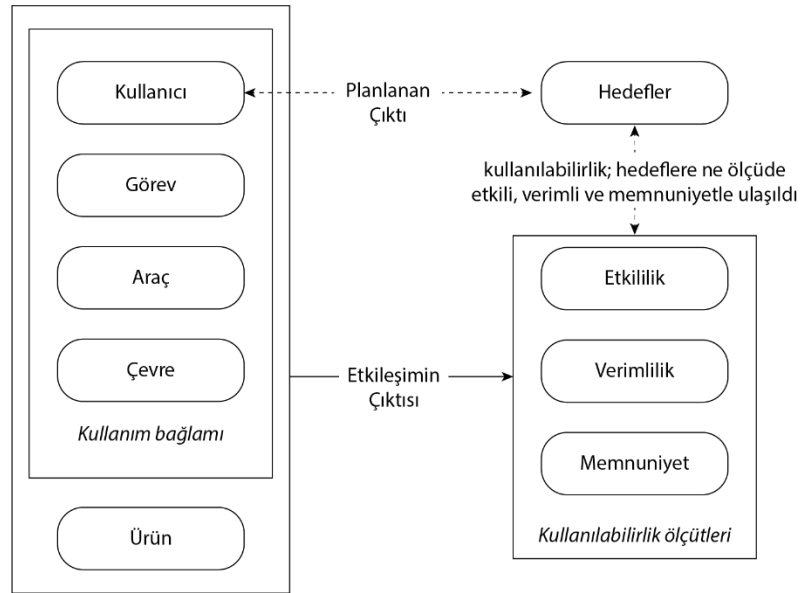 Kullanıcı
Görev
Araç
Çevre
Kullanım bağlamı
Ürün
Planlanan
Çıktı
Etkileşimin
Çıktısı
Hedefler
kullanılabilirlik; hedeflere ne ölçüde
etkili, verimli ve memnuniyetle ulaşıldı
Etkililik
Verimlilik
Memnuniyet
Kullanılabilirlik ölçütleri